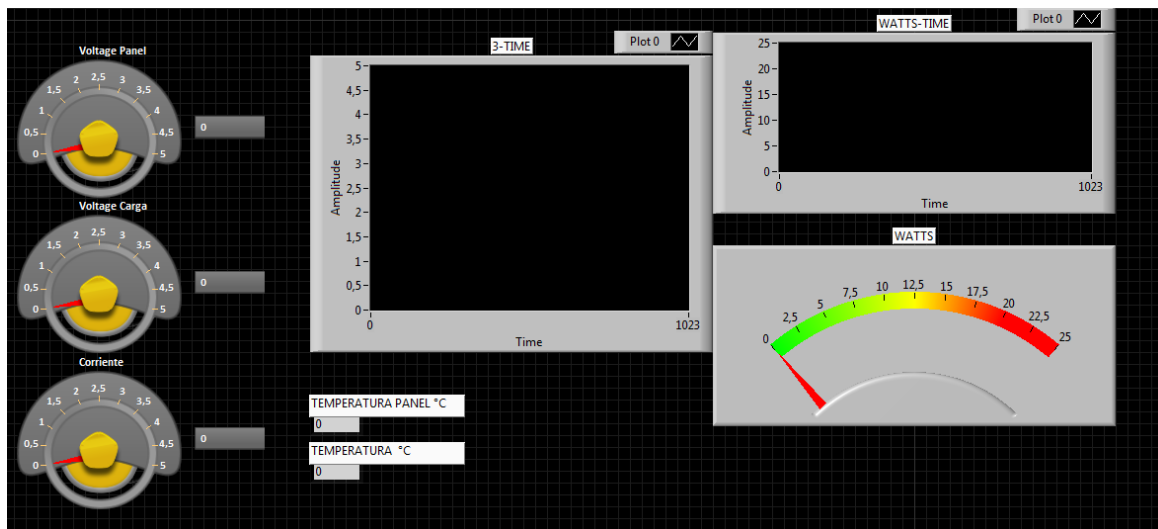 Voltage Panel
0 0,5 1 1,5 2 2,5 3 3,5 4 4,5 5
0
Voltage Carga
0 0,5 1 1,5 2 2,5 3 3,5 4 4,5 5
0
Corriente
0 0,5 1 1,5 2 2,5 3 3,5 4 4,5 5
0
3-TIME
Plot 0
Amplitude
5
4,5
4
3,5
3
2,5
2
1,5
1
0,5
0
0 1023
Time
TEMPERATURA PANEL °C
0
TEMPERATURA °C
0
WATTS-TIME
Plot 0
Amplitude
25
20
15
10
5
0
0 1023
Time
WATTS
0 2,5 5 7,5 10 12,5 15 17,5 20 22,5 25